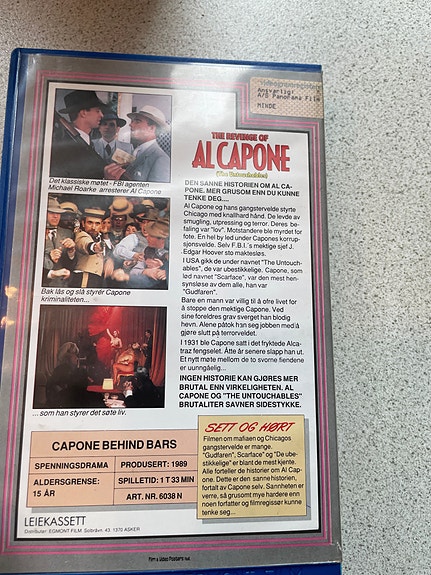 Videogramregisteret
Ansvarlig:
A/S Panorama Film
MINDE
THE REVENGE OF
AL CAPONE
(The Untouchables)
DEN SANNE HISTORIEN OM AL CA-
PONE. MER GRUSOM ENN DU KUNNE
TENKE DEG....
Al Capone og hans gangstervelde styrte
Chicago med knallhard hånd. De levde av
smugling, utpressing og terror. Deres be-
faling var "lov". Motstandere ble myrdet for
fote. En hel by led under Capones korrup-
sjonsvelde. Selv F.B.I.'s mektige sjef J.
Edgar Hoover sto maktesløs.
I USA gikk de under navnet "The Untouch-
ables", de var ubestikkelige. Capone, som
lød navnet "Scarface", var den mest hen-
synsløse av dem alle, han var
"Gudfaren".
Bare en mann var villig til å ofre livet for
å stoppe den mektige Capone. Ved
sine foreldres grav sverget han blodig
hevn. Alene påtok han seg jobben med å
gjøre slutt på terrorveldet.
I 1931 ble Capone satt i det fryktede Alca-
traz fengselet. Åtte år senere slapp han ut.
Et nytt møte mellom de to svorne fiendene
er uunngåelig...
INGEN HISTORIE KAN GJØRES MER
BRUTAL ENN VIRKELIGHETEN. AL
CAPONE OG "THE UNTOUCHABLES"
BRUTALITER SAVNER SIDESTYKKE.
Det klassiske møtet - FBI agenten
Michael Roarke arresterer Al Capone
Bak lås og slå styrer Capone
kriminaliteten...
... som han styrer det søte liv.
CAPONE BEHIND BARS
SPENNINGSDRAMA
PRODUSERT: 1989
ALDERSGRENSE:
15 ÅR
SPILLETID: 1 T 33 MIN
ART. NR. 6038 N
SETT OG HØRT
Filmen om mafiaen og Chicagos
gangstervelde er mange.
"Gudfaren", Scarface" og "De ube-
stikkelige" er blant de mest kjente.
Alle forteller de historier om Al Cap-
one. Dette er den sanne historien,
fortalt av Capone selv. Sannheten er
verre, så grusomt mye hardere enn
noen forfatter og filmregissør kunne
tenke seg...
LEIEKASSETT
Distributør: EGMONT FILM Solbråvn. 43, 1370 ASKER